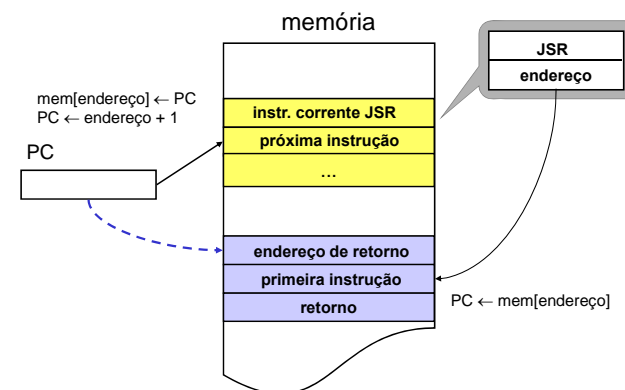 memória
JSR
endereço
mem[endereço] ← PC
PC ← endereço + 1
instr. corrente JSR
próxima instrução
...
PC
endereço de retorno
primeira instrução
retorno
PC ← mem[endereço]